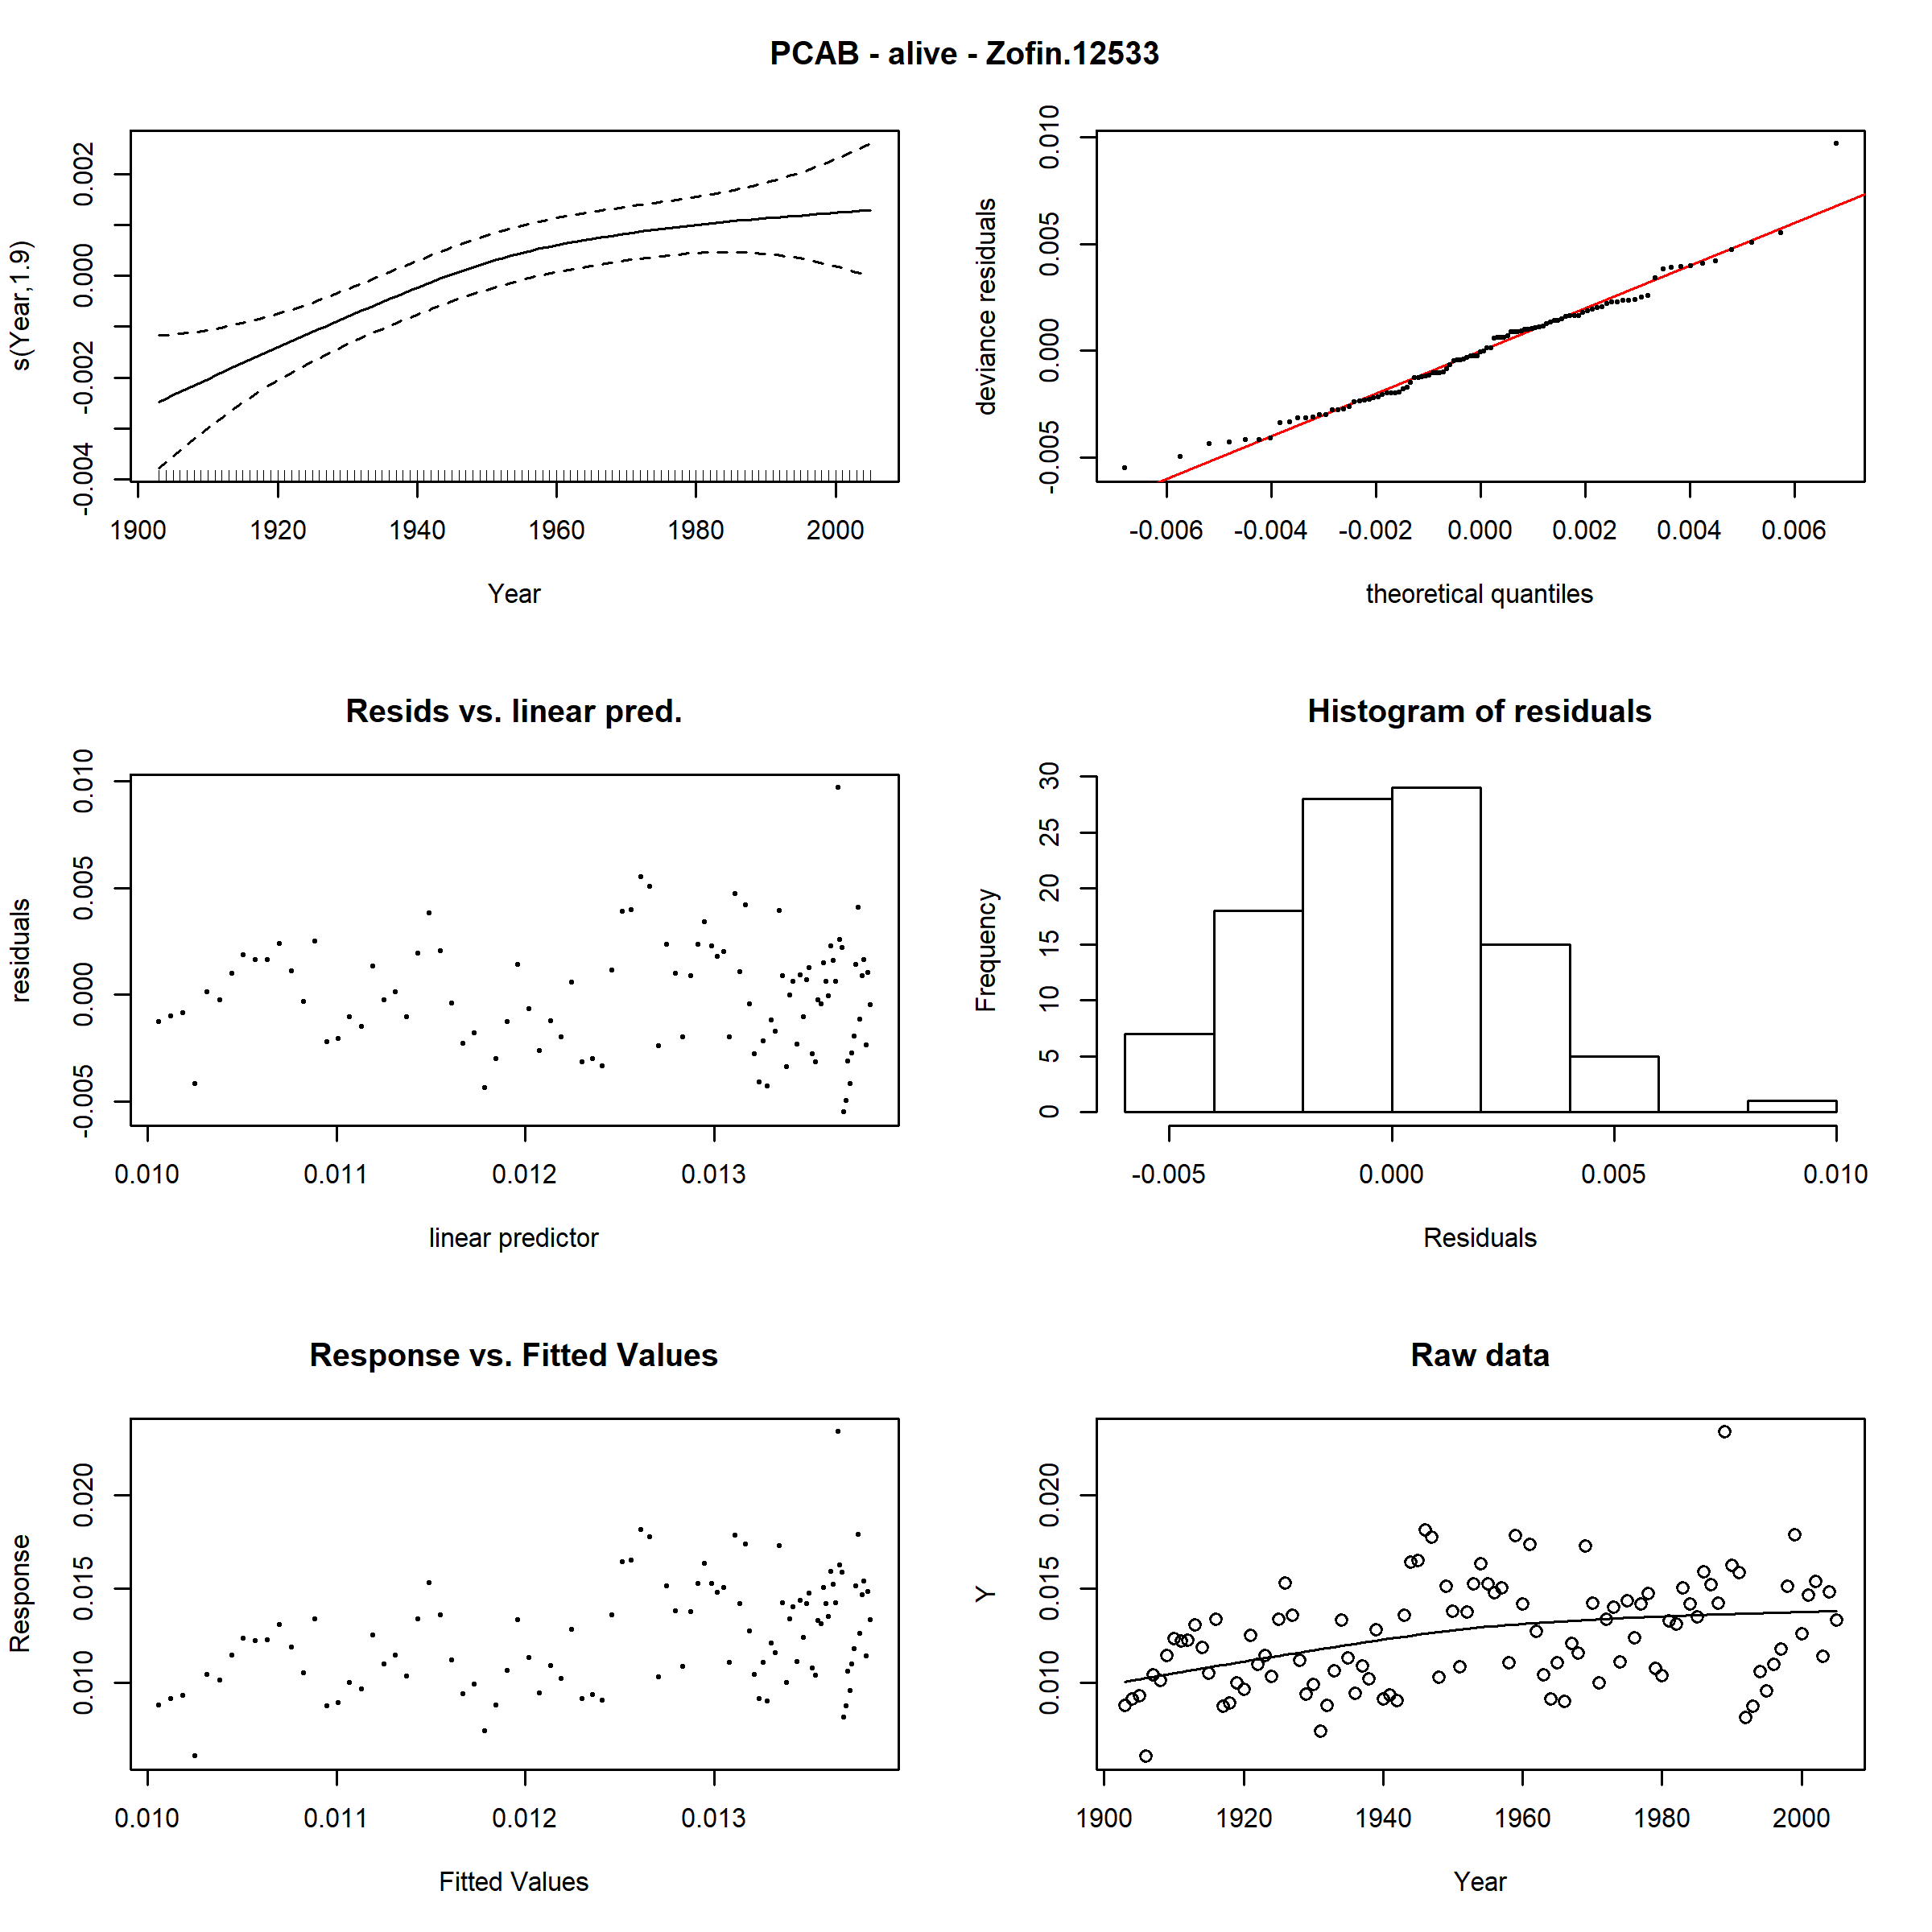 PCAB - alive - Zofin.12533
s(Year,1.9)
-0.004 -0.002 0.000 0.002
1900 1920 1940 1960 1980 2000
Year
deviance residuals
-0.005 0.000 0.005 0.010
-0.006 -0.004 -0.002 0.000 0.002 0.004 0.006
theoretical quantiles
Resids vs. linear pred.
residuals
-0.005 0.000 0.005 0.010
0.010 0.011 0.012 0.013
linear predictor
Histogram of residuals
Frequency
0 5 10 15 20 25 30
-0.005 0.000 0.005 0.010
Residuals
Response vs. Fitted Values
Response
0.010 0.015 0.020
0.010 0.011 0.012 0.013
Fitted Values
Raw data
Y
0.010 0.015 0.020
1900 1920 1940 1960 1980 2000
Year